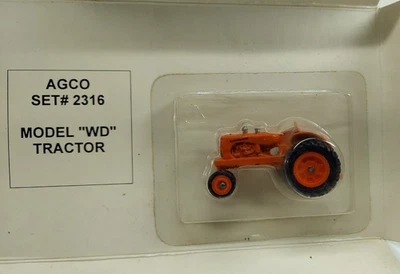 AGCO
SET# 2316
MODEL "WD"
TRACTOR